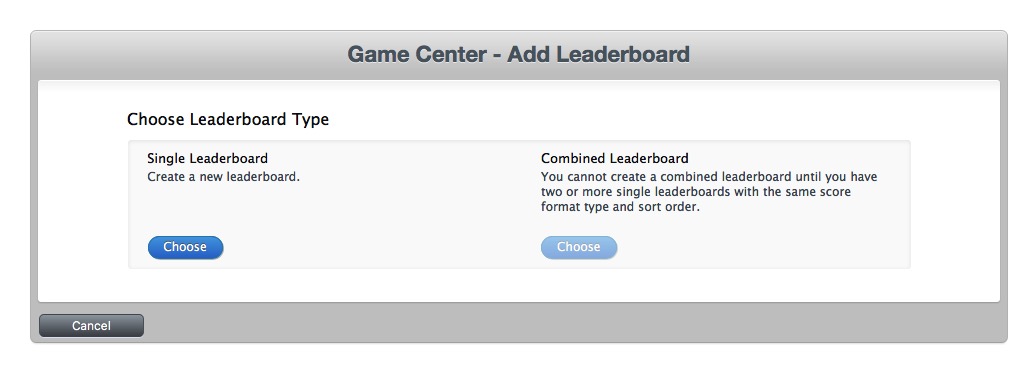 Game Center - Add Leaderboard
Choose Leaderboard Type
Single Leaderboard
Create a new leaderboard.
Choose
Combined Leaderboard
You cannot create a combined leaderboard until you have
two or more single leaderboards with the same score
format type and sort order.
Choose
Cancel